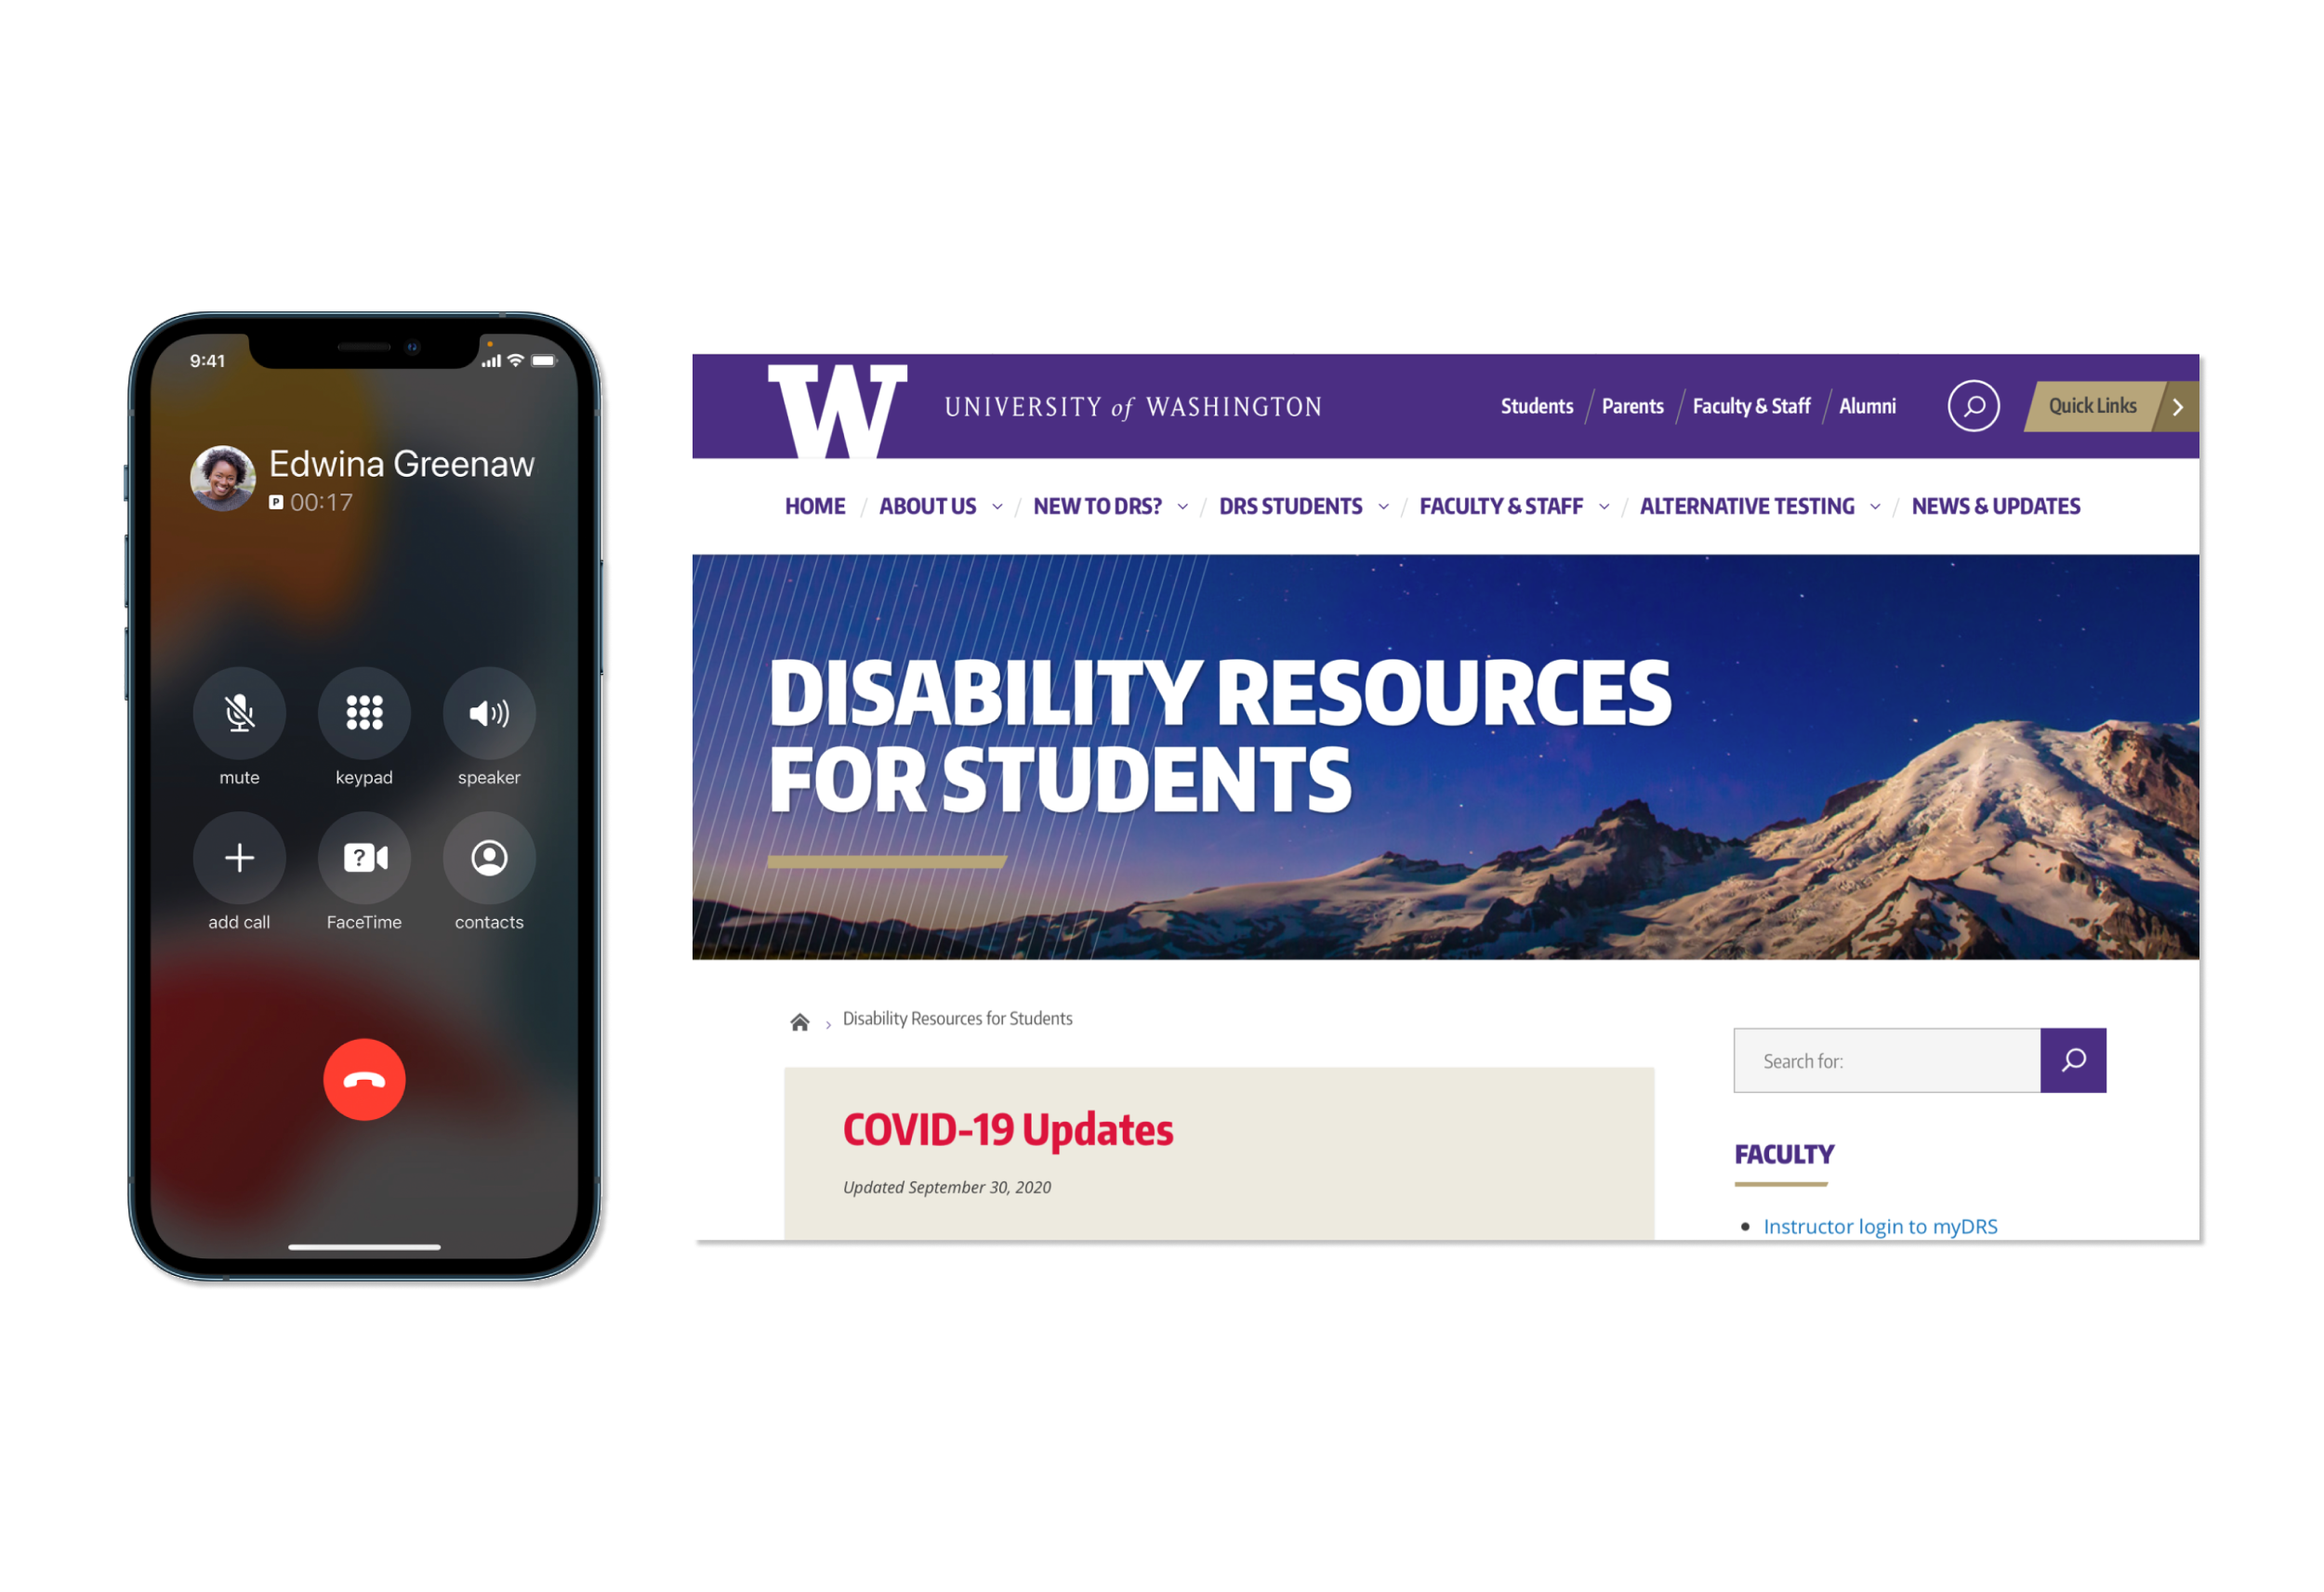 9:41
Edwina Greenaw
P 00:17
mute keypad speaker
add call FaceTime contacts
W UNIVERSITY of WASHINGTON Students / Parents / Faculty & Staff / Alumni Quick Links
HOME / ABOUT US / NEW TO DRS? / DRS STUDENTS / FACULTY & STAFF / ALTERNATIVE TESTING / NEWS & UPDATES
DISABILITY RESOURCES
FOR STUDENTS
Disability Resources for Students
COVID-19 Updates
Updated September 30, 2020
Search for:
FACULTY
Instructor login to myDRS